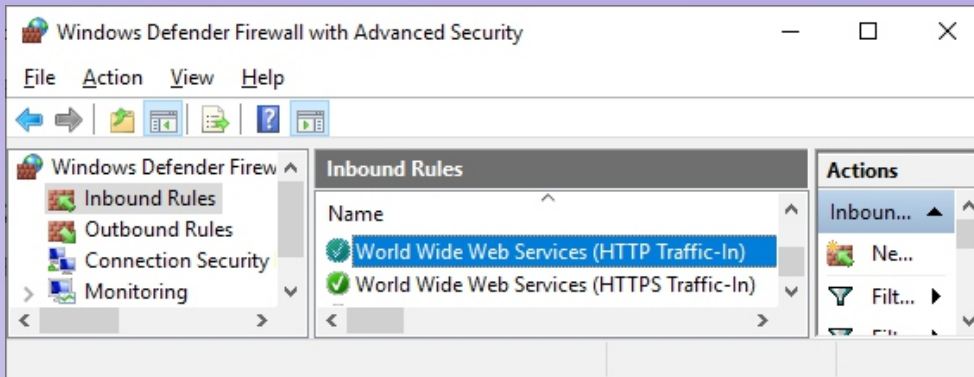 Windows Defender Firewall with Advanced Security
File Action View Help
Windows Defender Firew
Inbound Rules
Outbound Rules
Connection Security
Monitoring
Inbound Rules
Name
World Wide Web Services (HTTP Traffic-In)
World Wide Web Services (HTTPS Traffic-In)
Actions
Inboun...
Ne...
Filt...